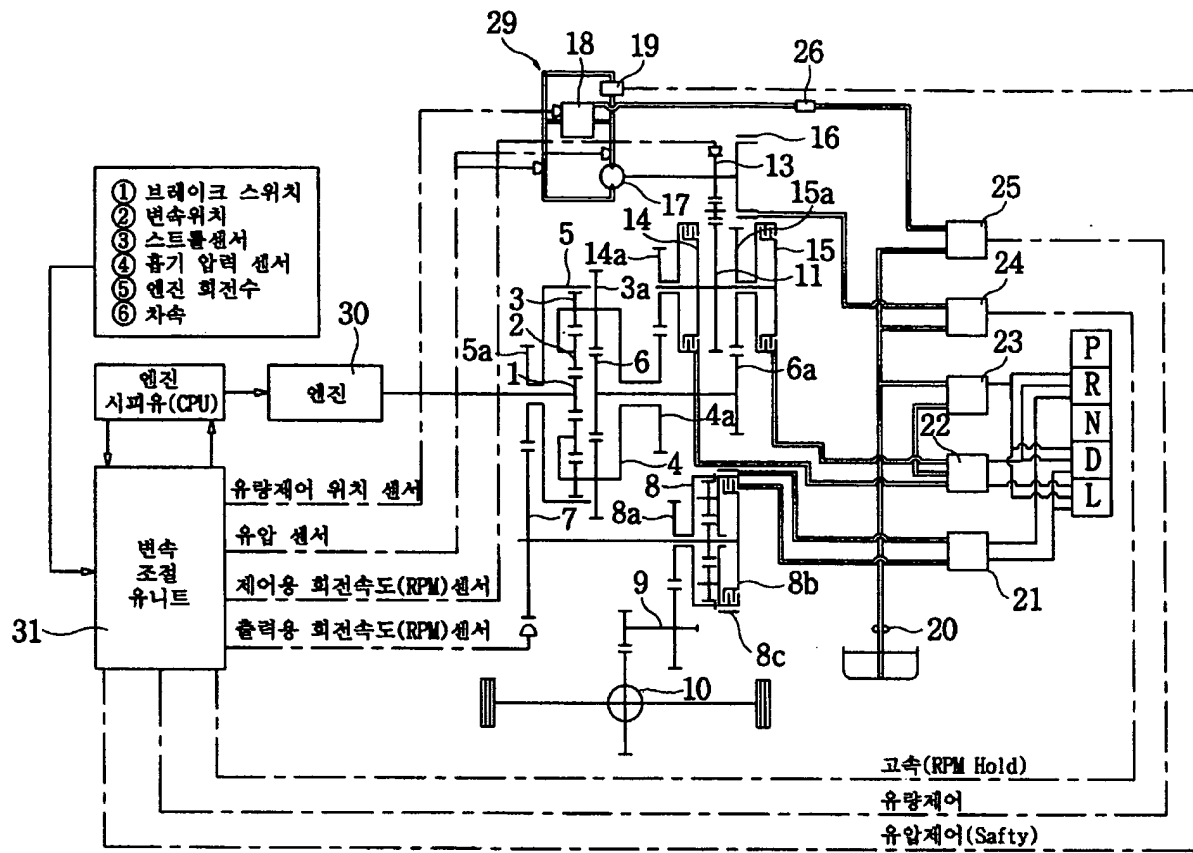 29
18
19
26
16
13
17
15a
25
14
15
5
14a
11
24
① 브레이크 스위치
② 변속위치
③ 스트롤센서
④ 흡기 압력 센서
⑤ 엔진 회전수
⑥ 차속
3
3a
2
30
5a
6
6a
23
P
R
N
D
L
1
엔진
시피유(CPU)
엔진
4a
22
4
8
8a
7
유량제어 위치 센서
유압 센서
제어용 회전속도(RPM)센서
출력용 회전속도(RPM)센서
변속
조절
유니트
31
9
8b
21
20
8c
10
고속(RPM Hold)
유량제어
유압제어(Safty)